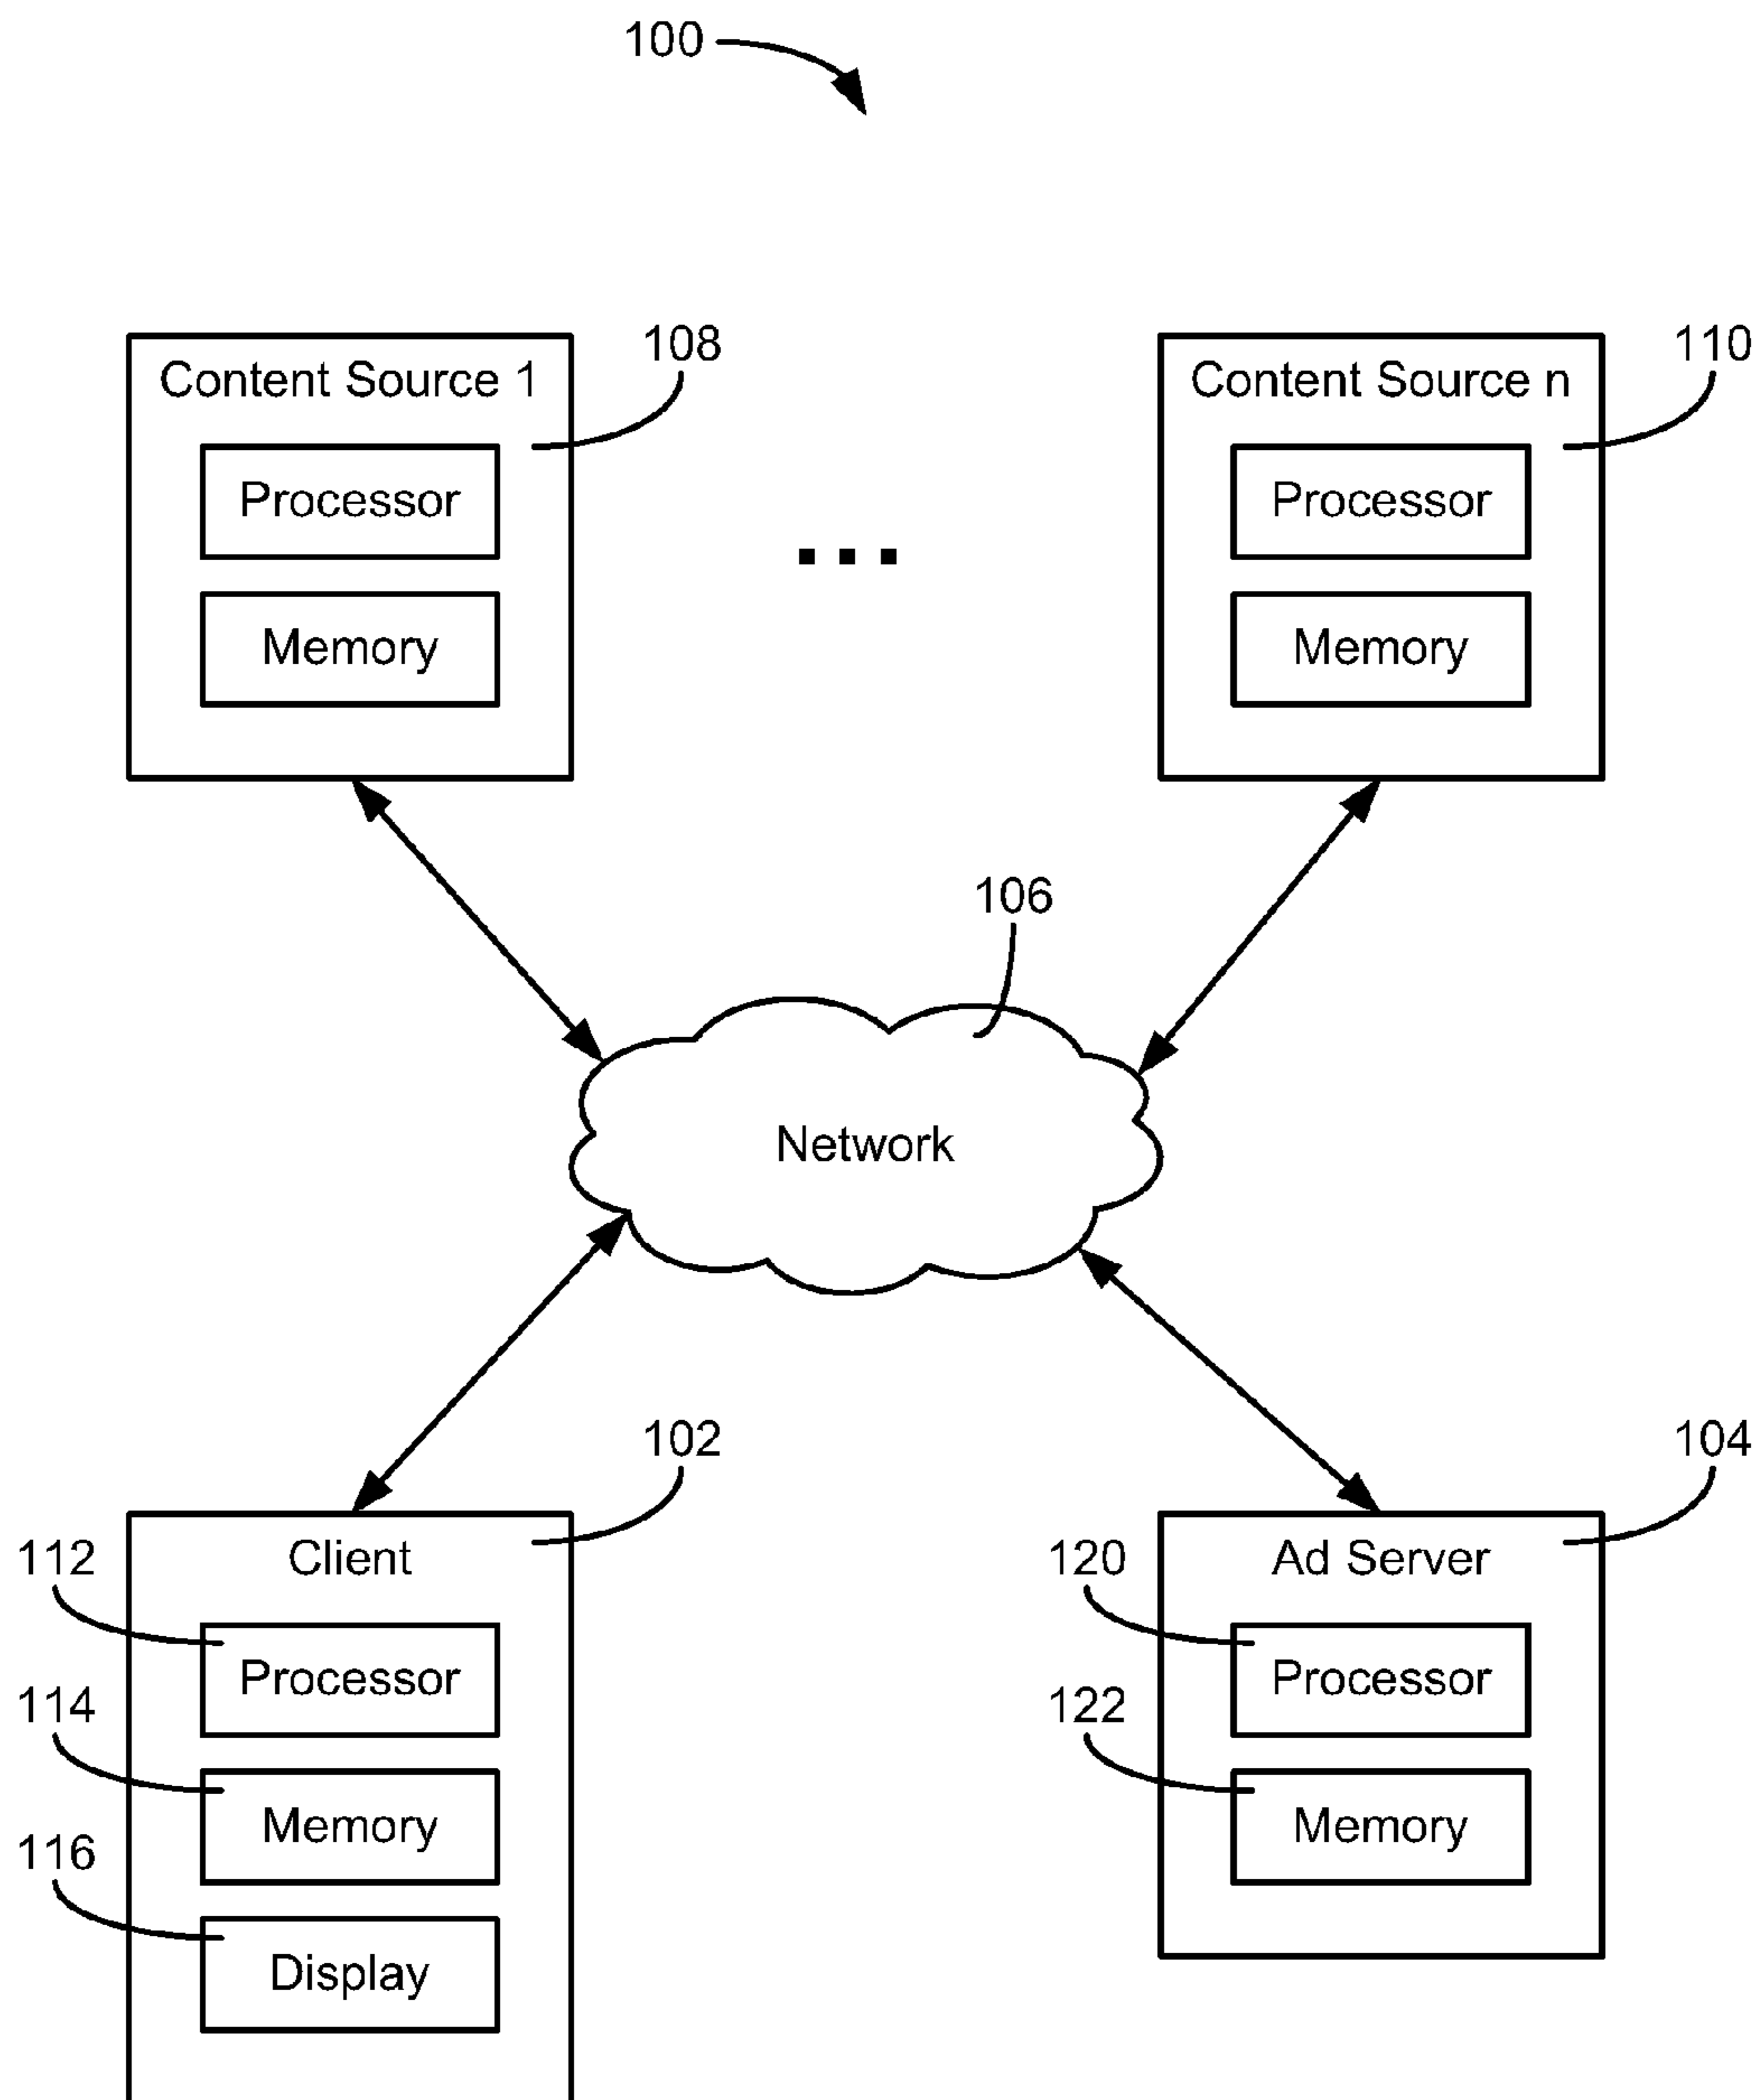 100
108
110
Content Source 1
Content Source n
Processor
Processor
...
Memory
Memory
106
Network
102
104
Client
Ad Server
112
120
Processor
Processor
114
122
Memory
Memory
116
Display